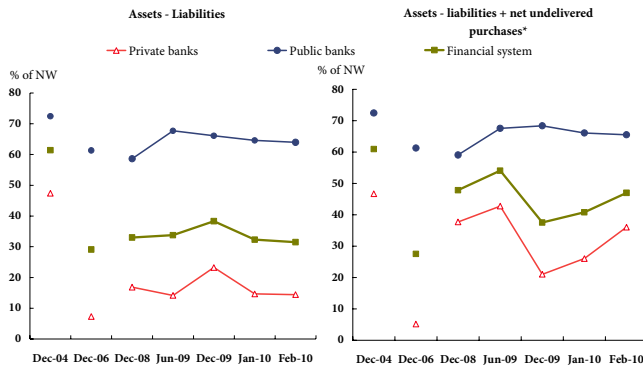 Assets - Liabilities
Assets - liabilities + net undelivered
purchases*
Private banks
Public banks
Financial system
% of NW
80
70
60
50
40
30
20
10
0
Dec-04 Dec-06 Dec-08 Jun-09 Dec-09 Jan-10 Feb-10
% of NW
80
70
60
50
40
30
20
10
0
Dec-04 Dec-06 Dec-08 Jun-09 Dec-09 Jan-10 Feb-10